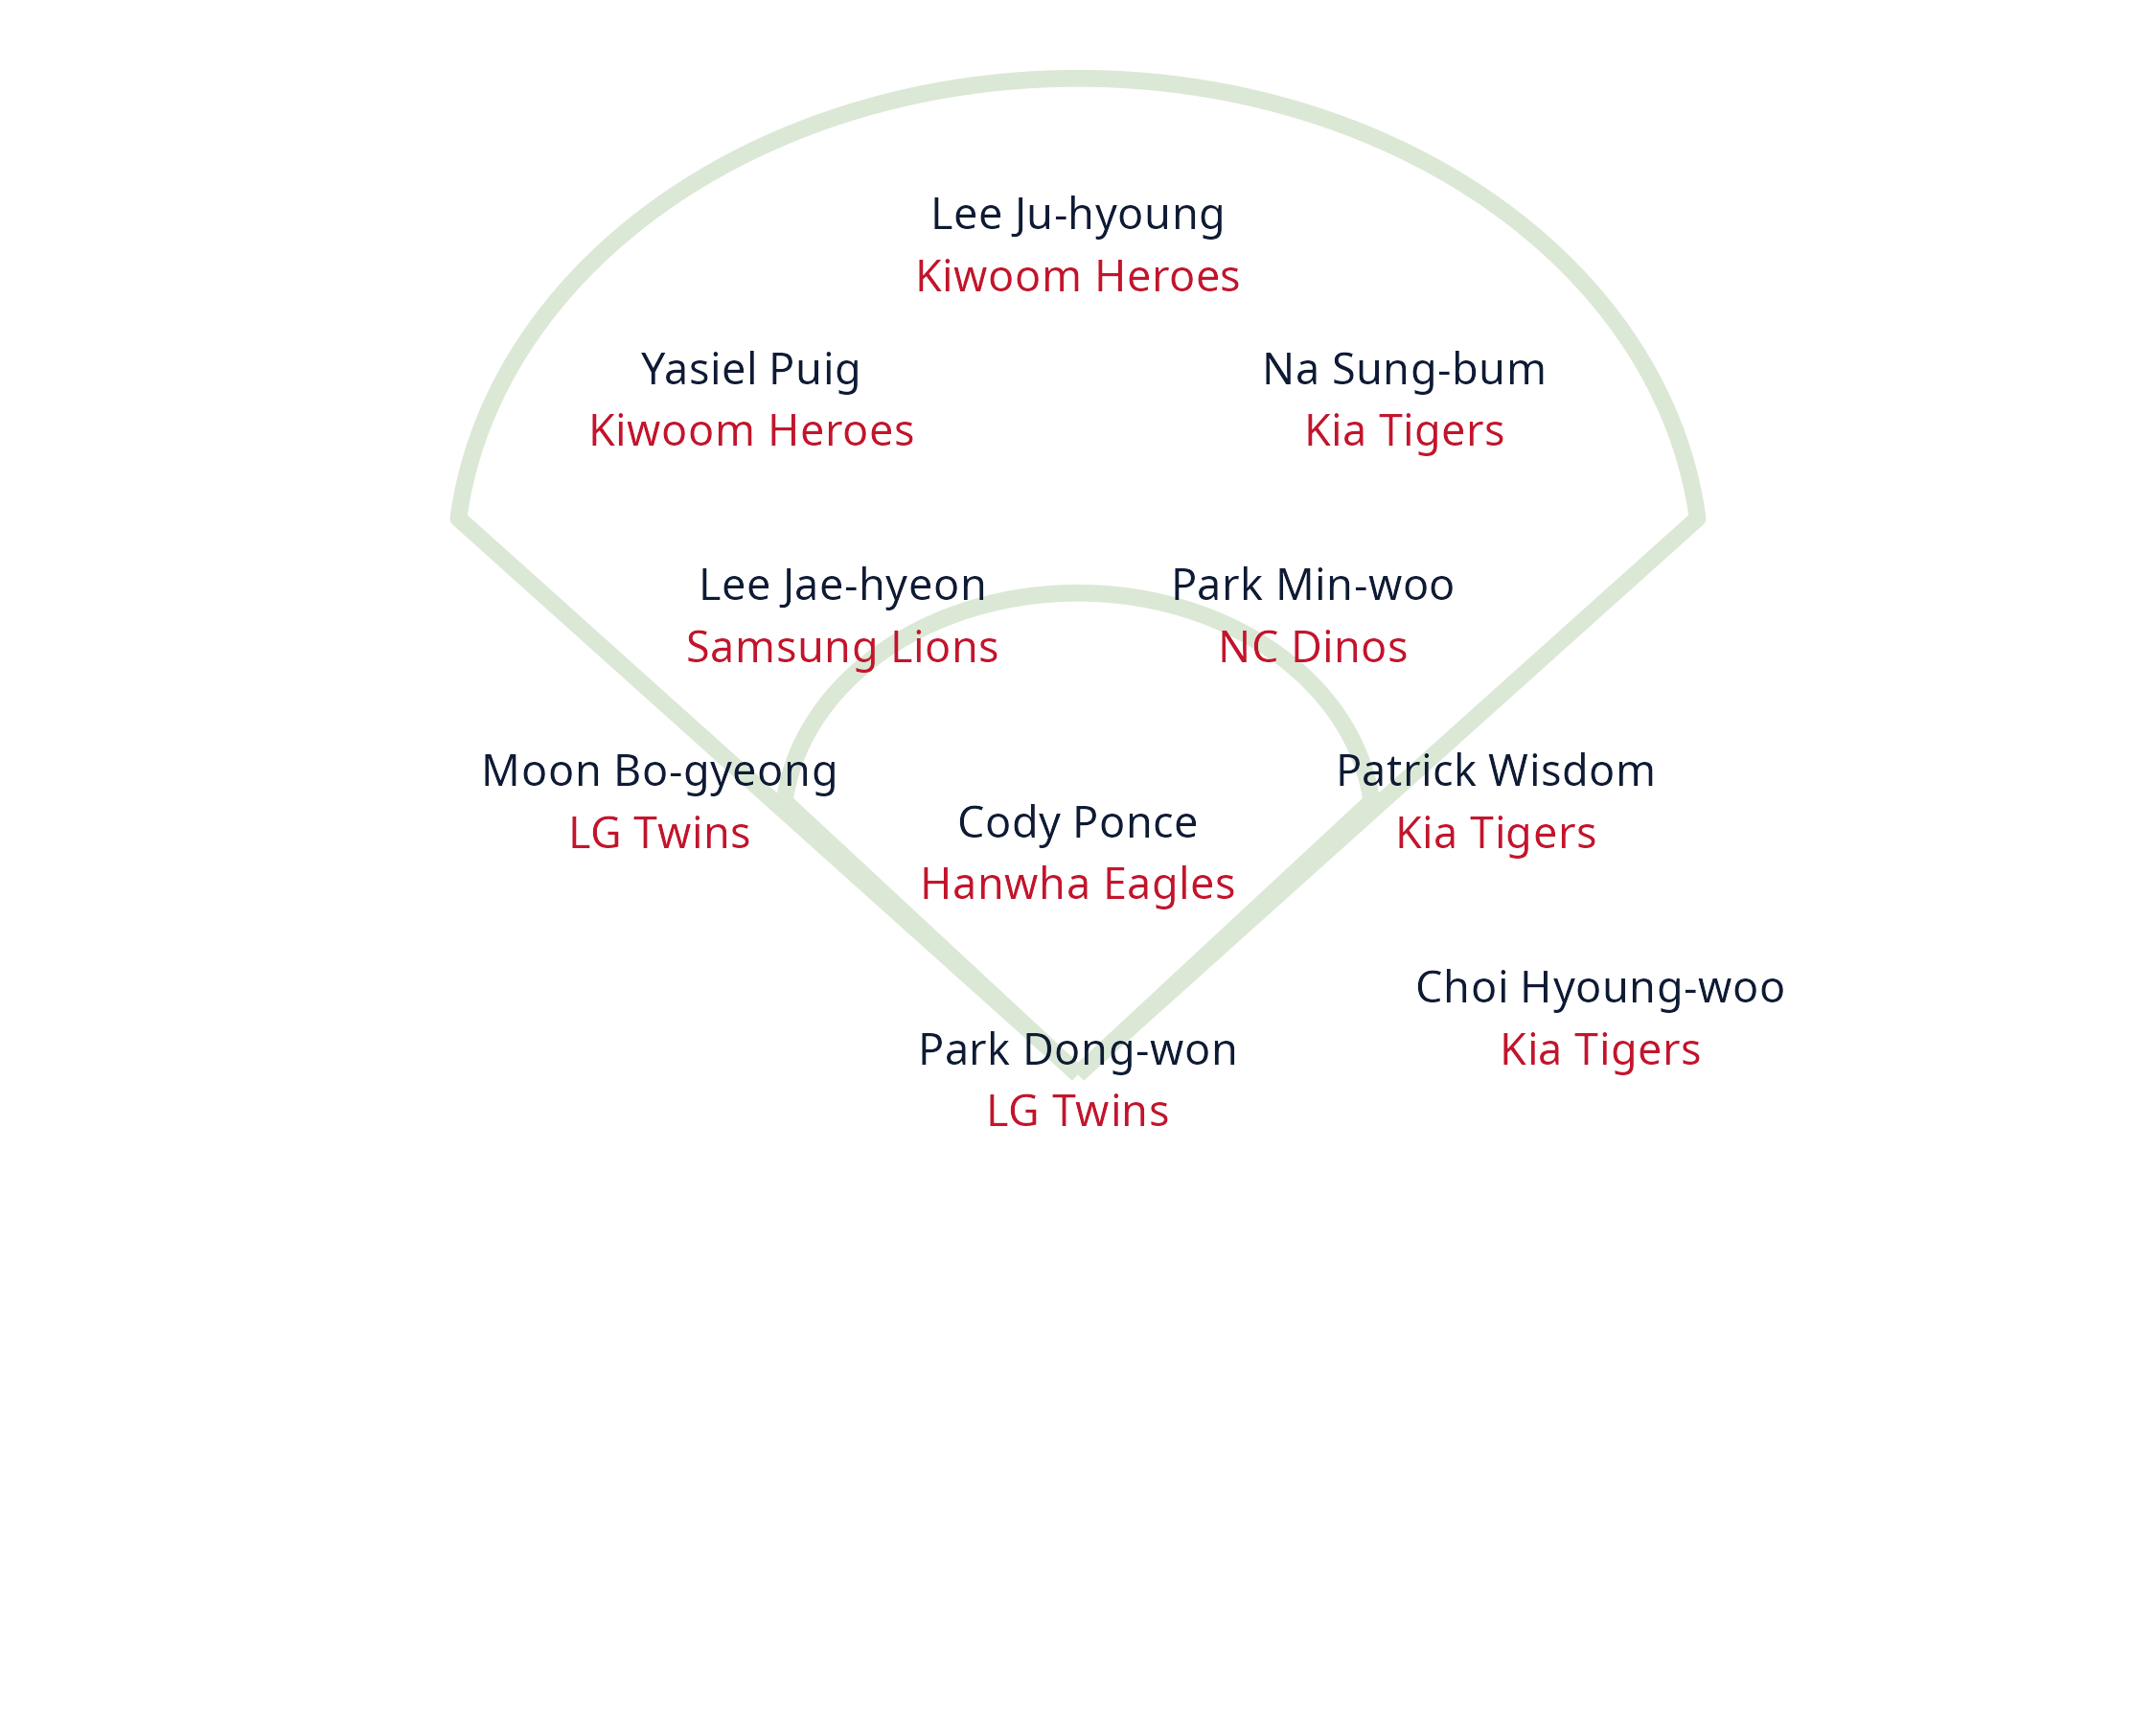 Lee Ju-hyoung
Kiwoom Heroes
Yasiel Puig
Kiwoom Heroes
Na Sung-bum
Kia Tigers
Lee Jae-hyeon
Samsung Lions
Park Min-woo
NC Dinos
Moon Bo-gyeong
LG Twins
Cody Ponce
Hanwha Eagles
Patrick Wisdom
Kia Tigers
Choi Hyoung-woo
Kia Tigers
Park Dong-won
LG Twins